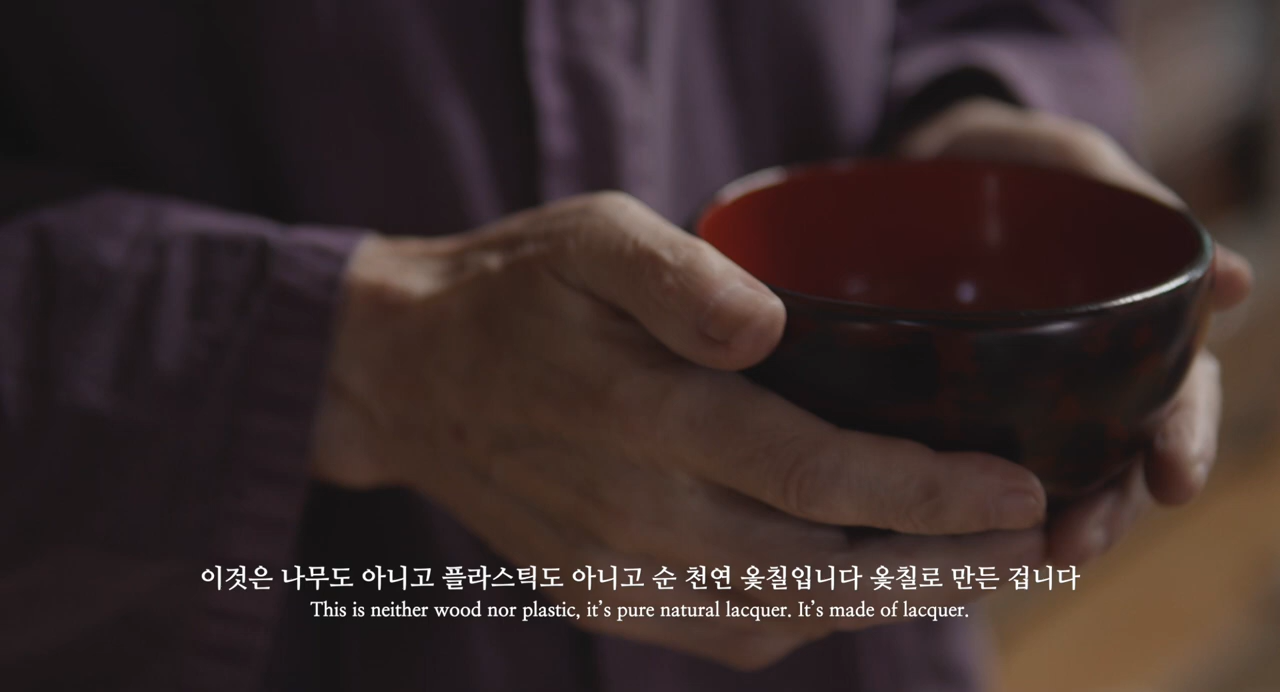 이것은 나무도 아니고 플라스틱도 아니고 순 천연 옻칠입니다 옻칠로 만든 겁니다
This is neither wood nor plastic, it’s pure natural lacquer. It’s made of lacquer.